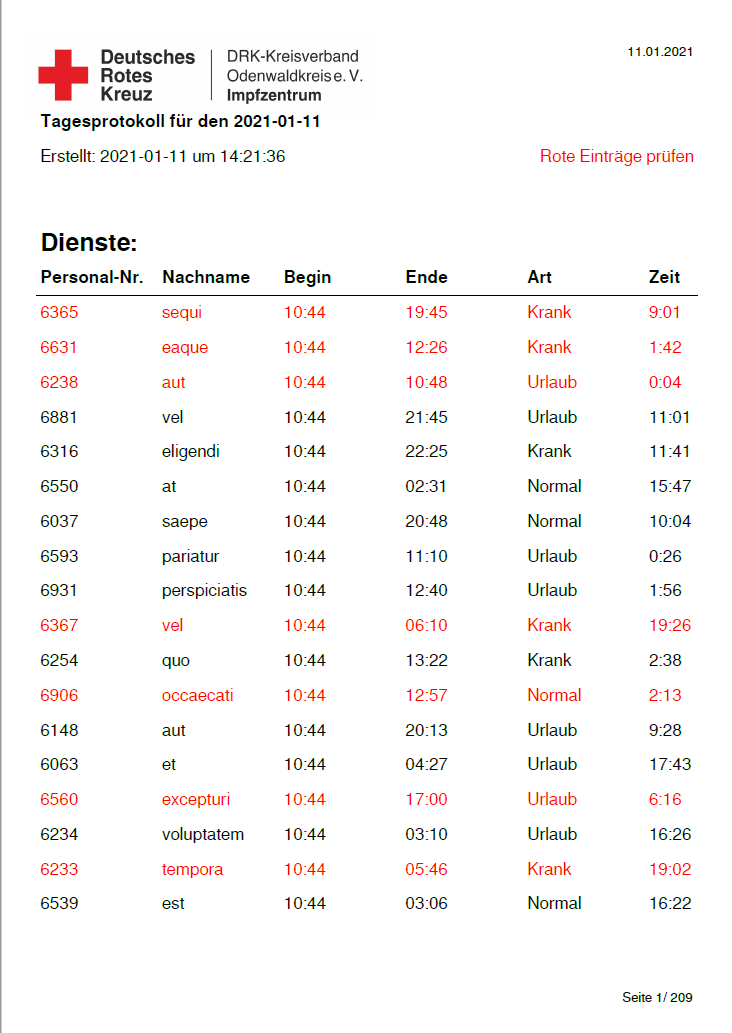 Deutsches Rotes Kreuz
DRK-Kreisverband Odenwaldkreis e. V. Impfzentrum
11.01.2021
Tagesprotokoll für den 2021-01-11
Erstellt: 2021-01-11 um 14:21:36 Rote Einträge prüfen
Dienste:
Personal-Nr. Nachname Begin Ende Art Zeit
6365 sequi 10:44 19:45 Krank 9:01
6631 eaque 10:44 12:26 Krank 1:42
6238 aut 10:44 10:48 Urlaub 0:04
6881 vel 10:44 21:45 Urlaub 11:01
6316 eligendi 10:44 22:25 Krank 11:41
6550 at 10:44 02:31 Normal 15:47
6037 saepe 10:44 20:48 Normal 10:04
6593 pariatur 10:44 11:10 Urlaub 0:26
6931 perspiciatis 10:44 12:40 Urlaub 1:56
6367 vel 10:44 06:10 Krank 19:26
6254 quo 10:44 13:22 Krank 2:38
6906 occaecati 10:44 12:57 Normal 2:13
6148 aut 10:44 20:13 Urlaub 9:28
6063 et 10:44 04:27 Urlaub 17:43
6560 excepturi 10:44 17:00 Urlaub 6:16
6234 voluptatem 10:44 03:10 Urlaub 16:26
6233 tempora 10:44 05:46 Krank 19:02
6539 est 10:44 03:06 Normal 16:22
Seite 1/ 209